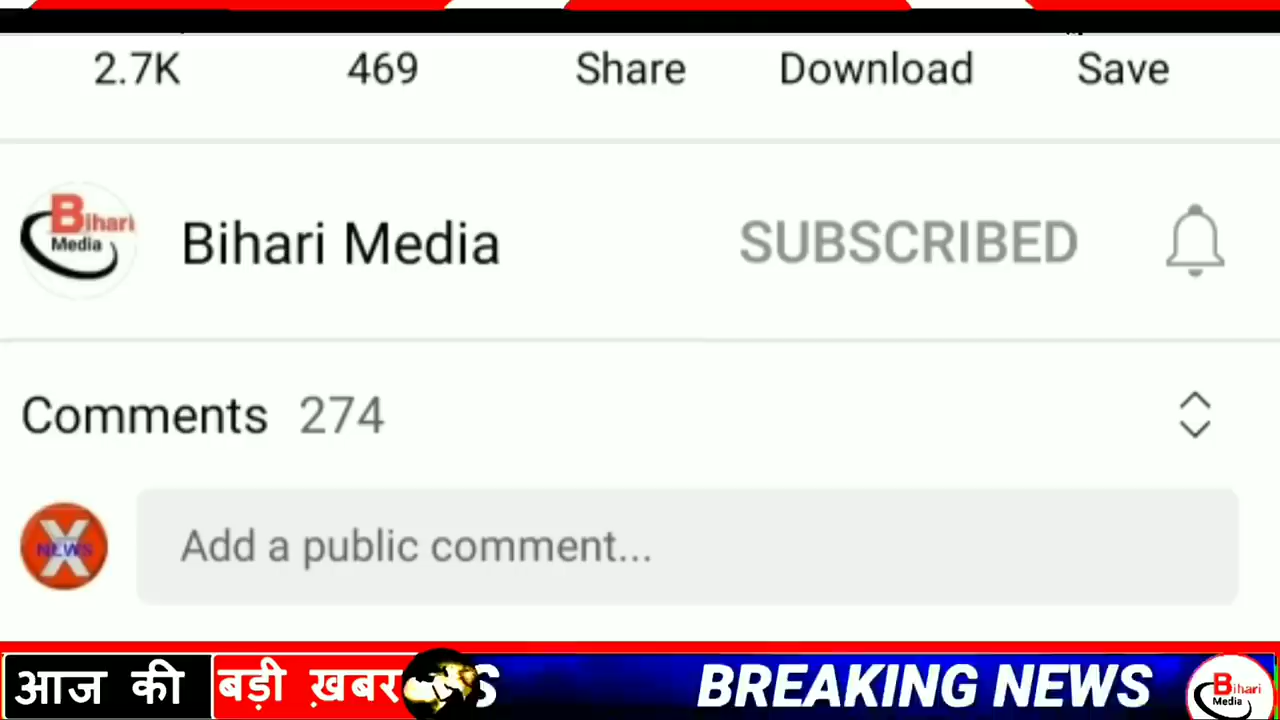 2.7K 469 Share Download Save
Bihari Media
Bihari Media SUBSCRIBED
Comments 274
NEWS X
Add a public comment...
आज की बड़ी ख़बर S BREAKING NEWS
Bihari Media